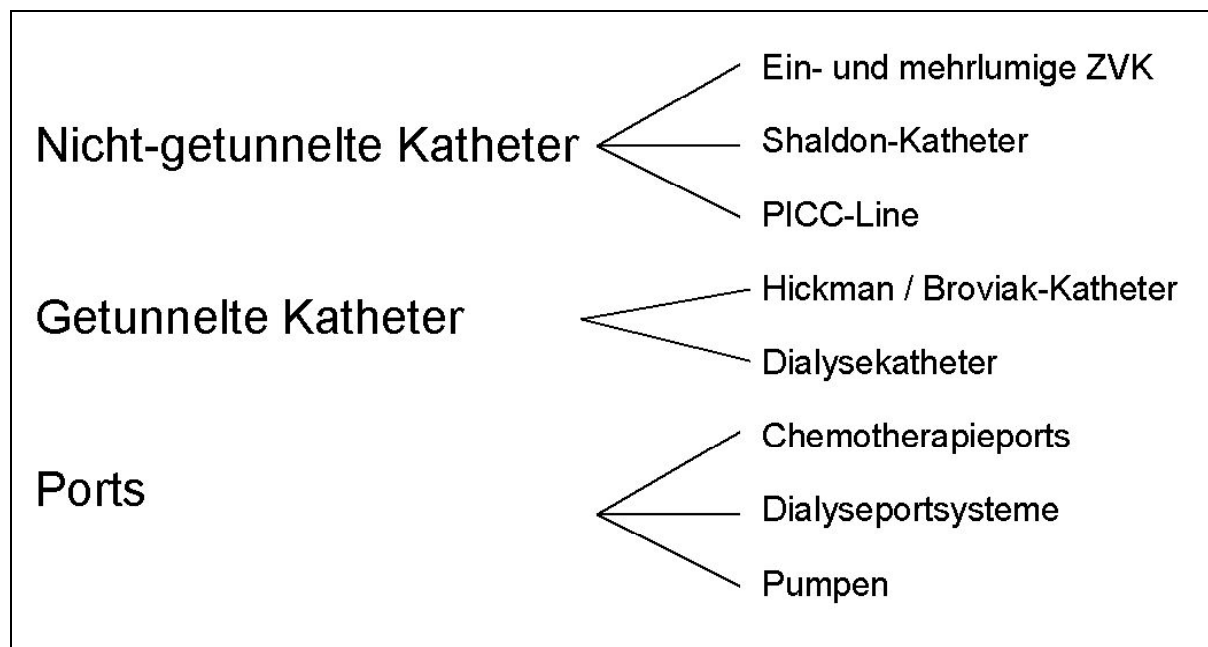 Nicht-getunnelte Katheter
Ein- und mehrlumige ZVK
Shaldon-Katheter
PICC-Line
Getunnelte Katheter
Hickman / Broviak-Katheter
Dialysekatheter
Ports
Chemotherapieports
Dialyseportsysteme
Pumpen